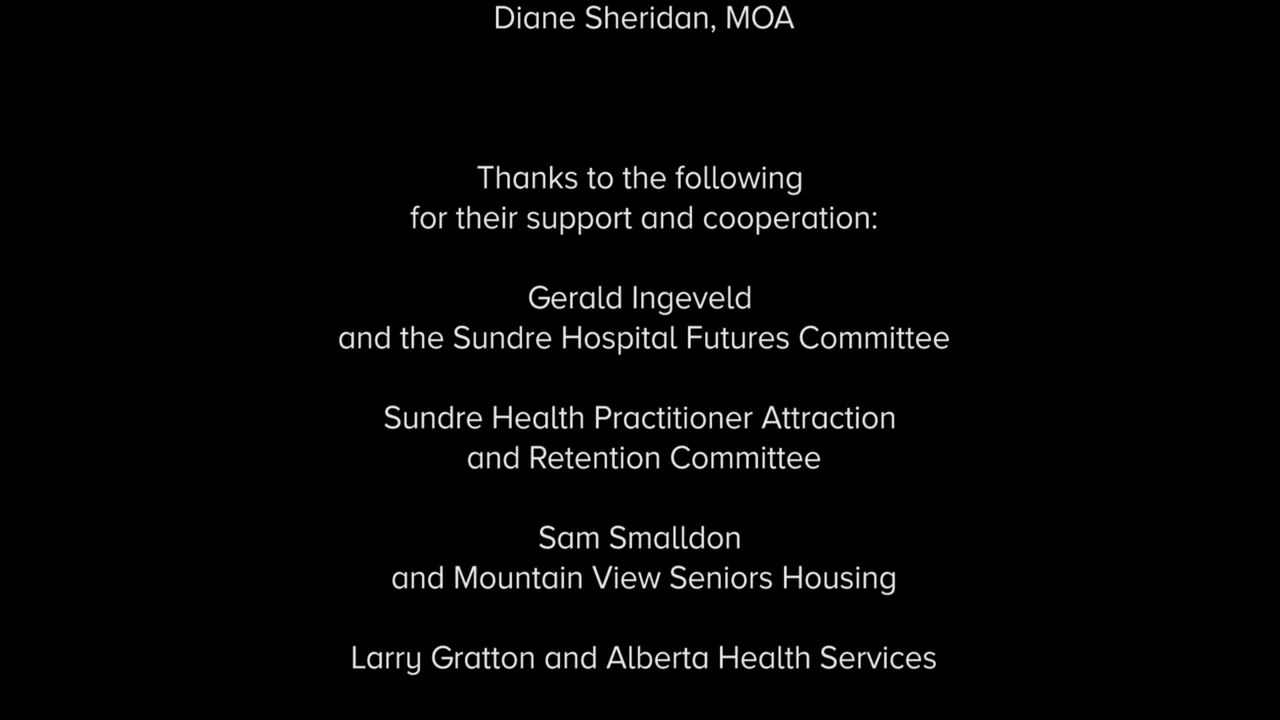 Diane Sheridan, MOA
Thanks to the following
for their support and cooperation:
Gerald Ingeveld
and the Sundre Hospital Futures Committee
Sundre Health Practitioner Attraction
and Retention Committee
Sam Smalldon
and Mountain View Seniors Housing
Larry Gratton and Alberta Health Services